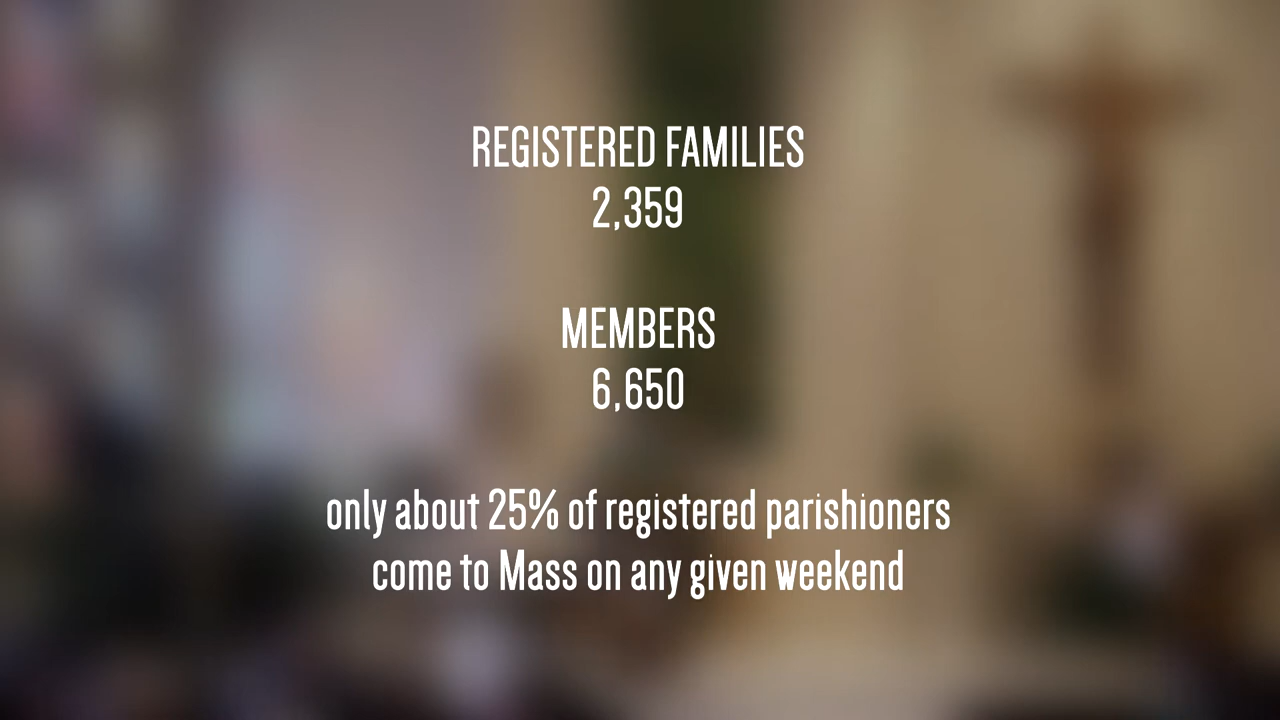 REGISTERED FAMILIES
2,359
MEMBERS
6,650
only about 25% of registered parishioners
come to Mass on any given weekend